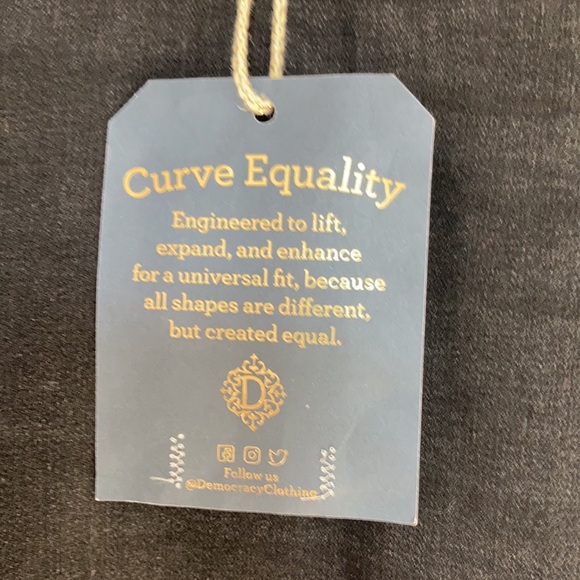 Curve Equality
Engineered to lift,
expand, and enhance
for a universal fit, because
all shapes are different,
but created equal.
D
Follow us
@DemocracyClothing